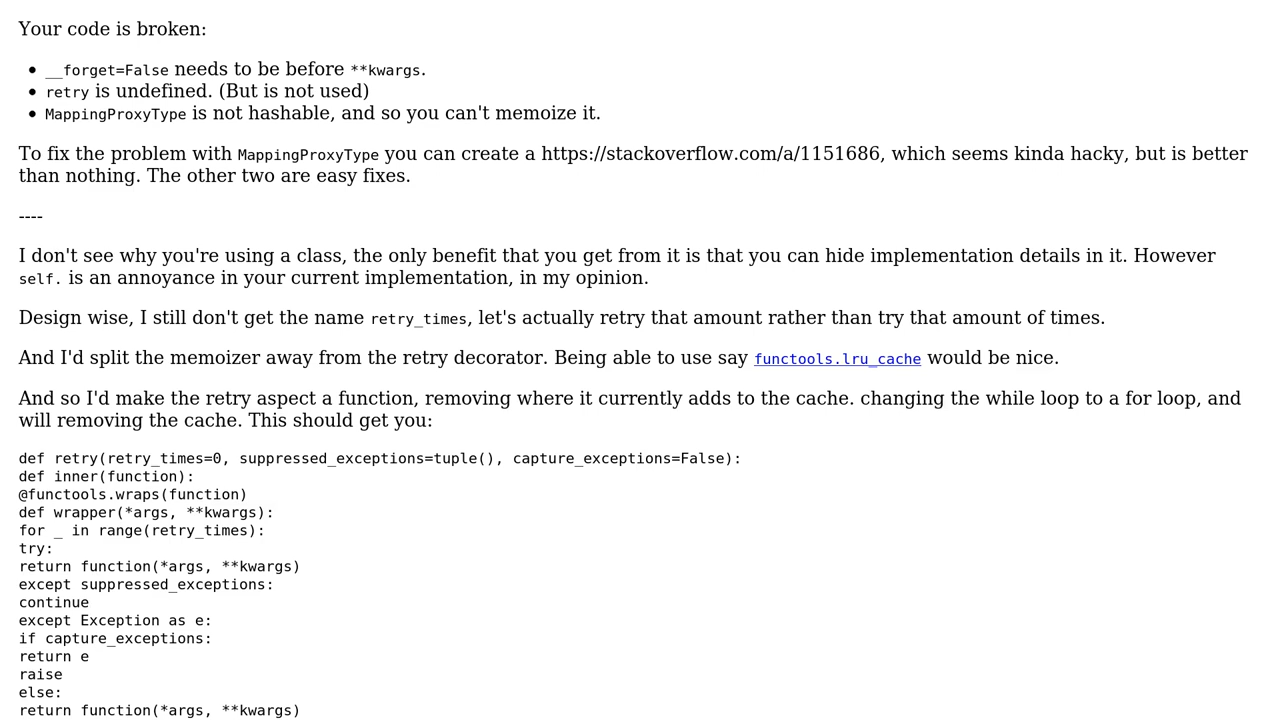 Your code is broken:
• __forget=False needs to be before **kwargs.
• retry is undefined. (But is not used)
• MappingProxyType is not hashable, and so you can't memoize it.
To fix the problem with MappingProxyType you can create a https://stackoverflow.com/a/1151686, which seems kinda hacky, but is better
than nothing. The other two are easy fixes.
----
I don't see why you're using a class, the only benefit that you get from it is that you can hide implementation details in it. However
self. is an annoyance in your current implementation, in my opinion.
Design wise, I still don't get the name retry_times, let's actually retry that amount rather than try that amount of times.
And I'd split the memoizer away from the retry decorator. Being able to use say functools.lru_cache would be nice.
And so I'd make the retry aspect a function, removing where it currently adds to the cache. changing the while loop to a for loop, and
will removing the cache. This should get you:
def retry(retry_times=0, suppressed_exceptions=tuple(), capture_exceptions=False):
def inner(function):
@functools.wraps(function)
def wrapper(*args, **kwargs):
for _ in range(retry_times):
try:
return function(*args, **kwargs)
except suppressed_exceptions:
continue
except Exception as e:
if capture_exceptions:
return e
raise
else:
return function(*args, **kwargs)